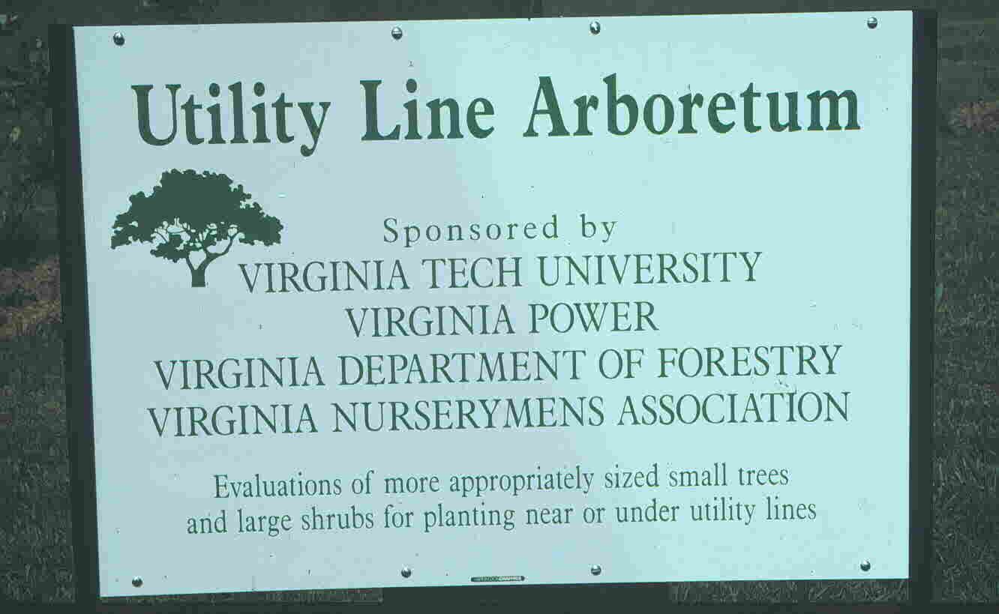 Utility Line Arboretum
Sponsored by
VIRGINIA TECH UNIVERSITY
VIRGINIA POWER
VIRGINIA DEPARTMENT OF FORESTRY
VIRGINIA NURSERYMENS ASSOCIATION
Evaluations of more appropriately sized small trees
and large shrubs for planting near or under utility lines